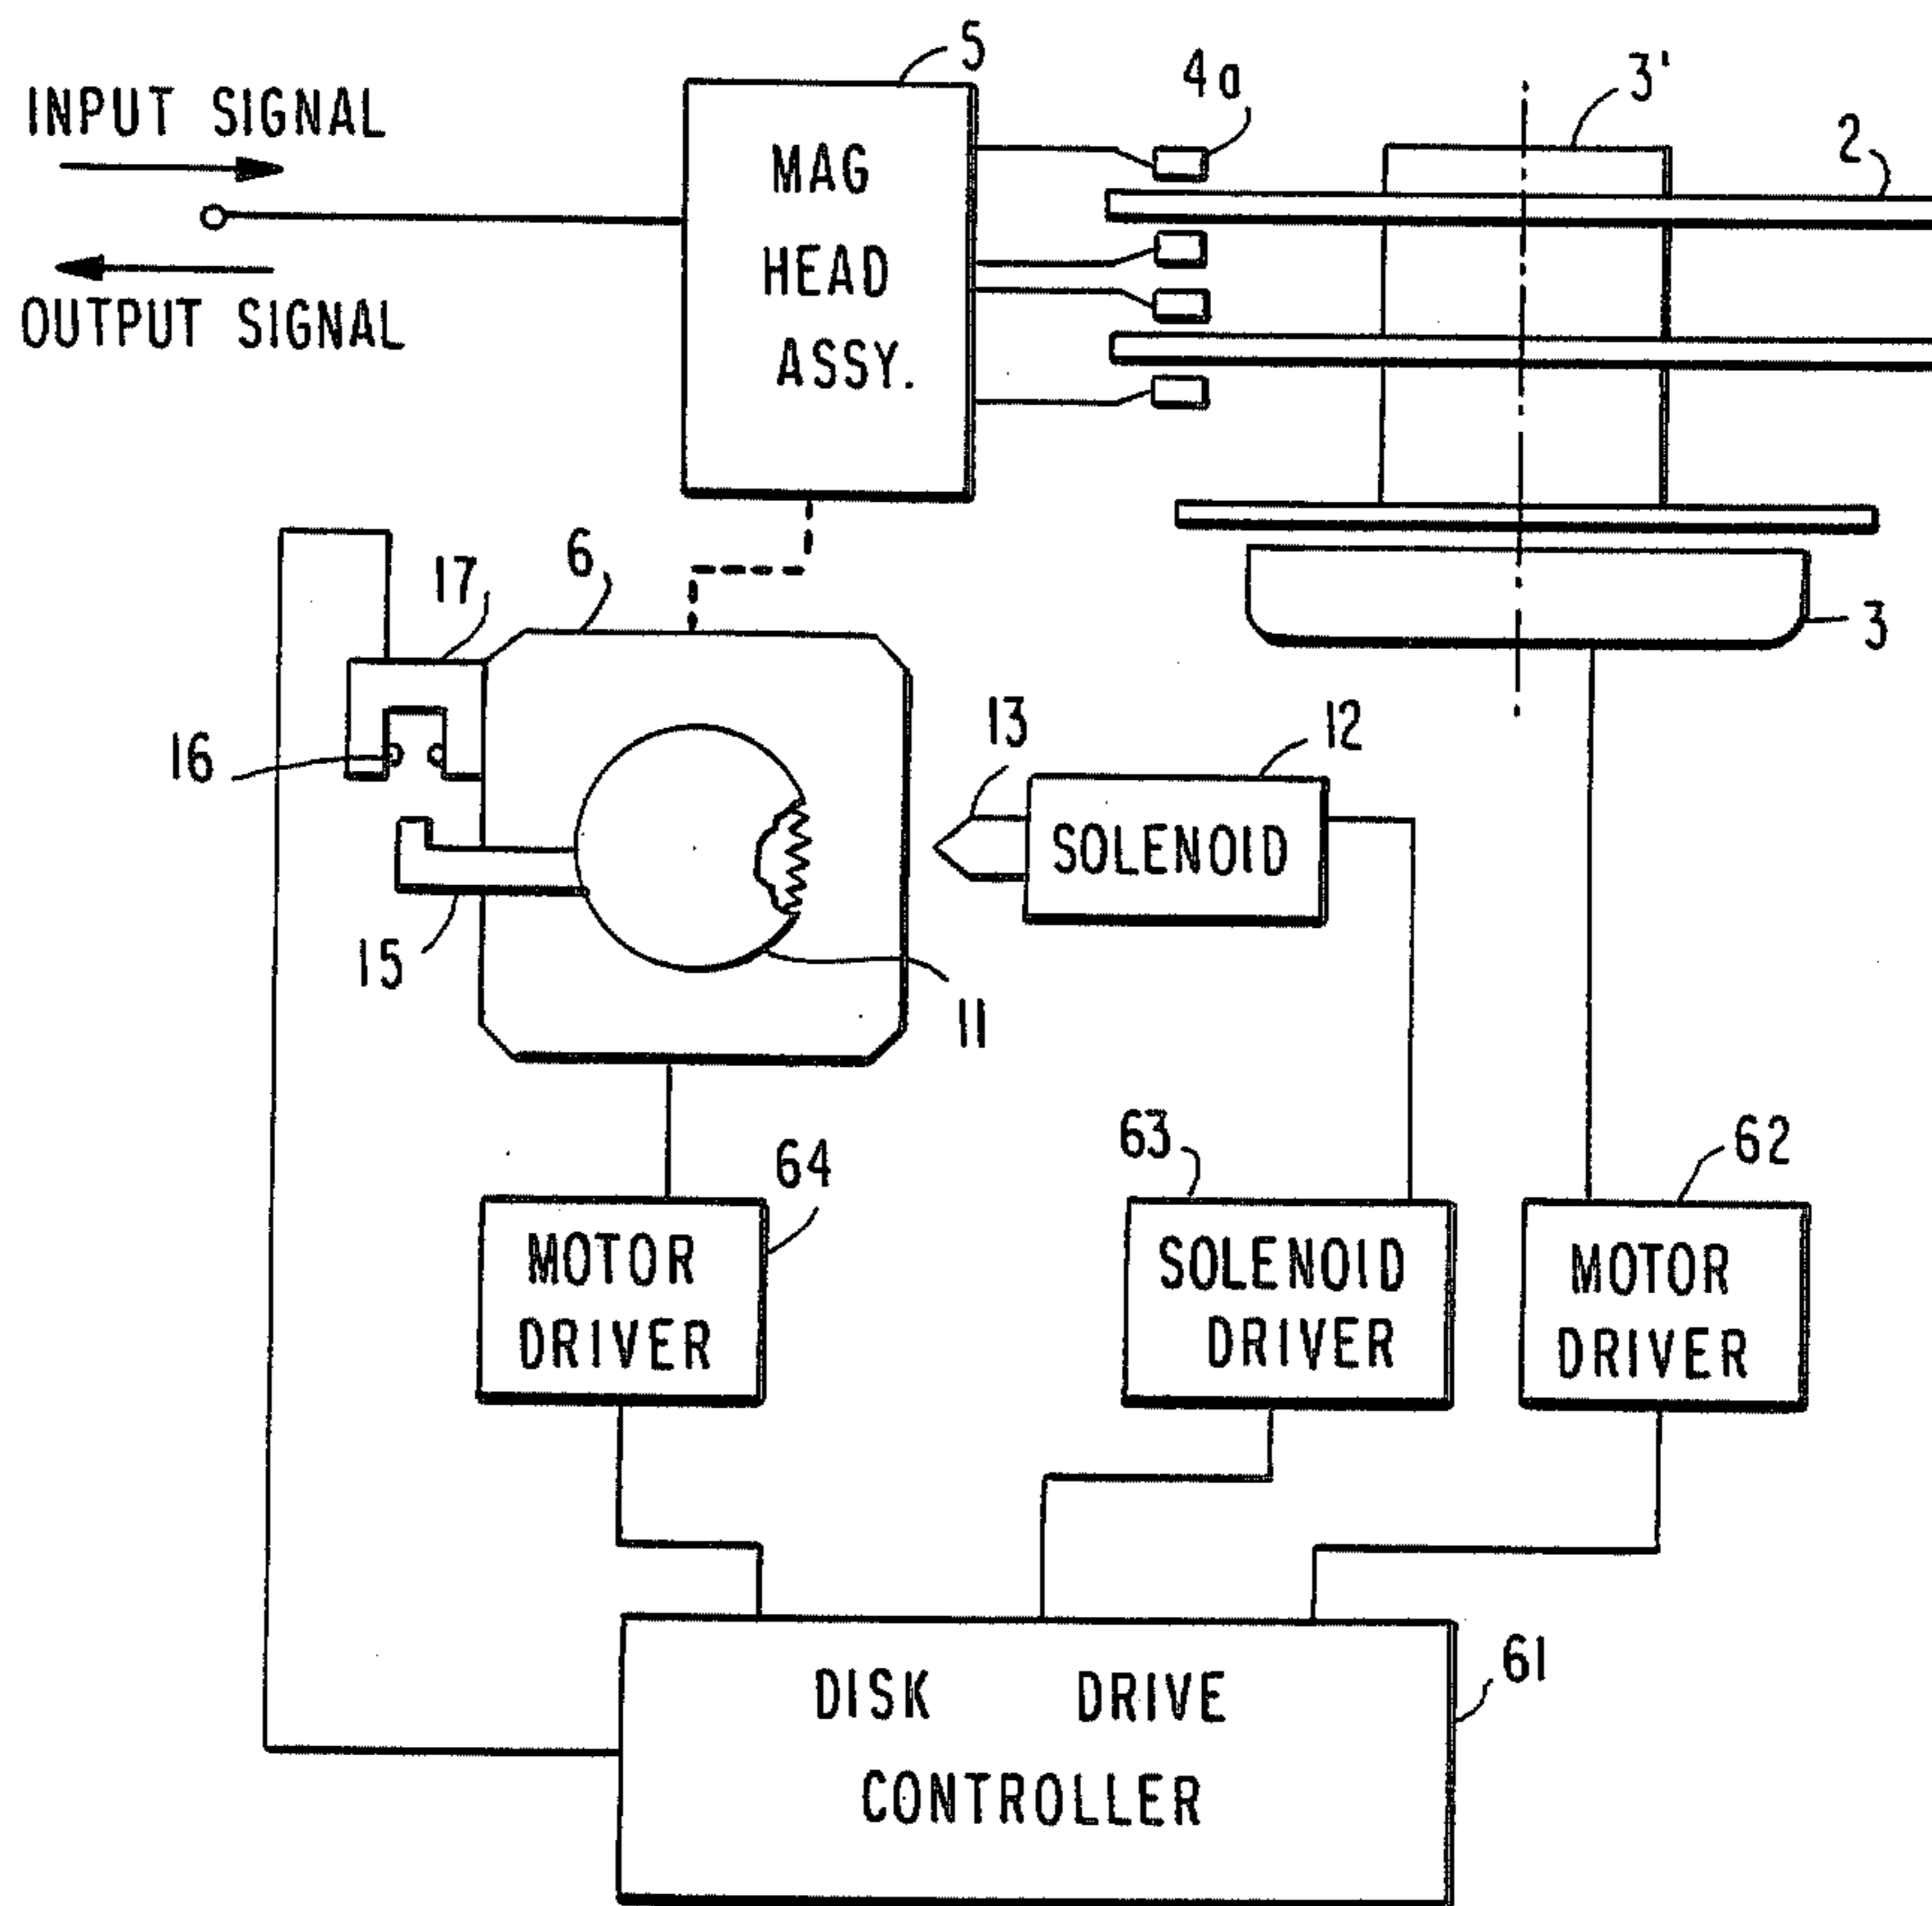 5
4a
3'
2
INPUT SIGNAL
OUTPUT SIGNAL
MAG
HEAD
ASSY.
6
17
3
16
13
12
SOLENOID
15
11
64
63
62
MOTOR
DRIVER
SOLENOID
DRIVER
MOTOR
DRIVER
61
DISK DRIVE
CONTROLLER